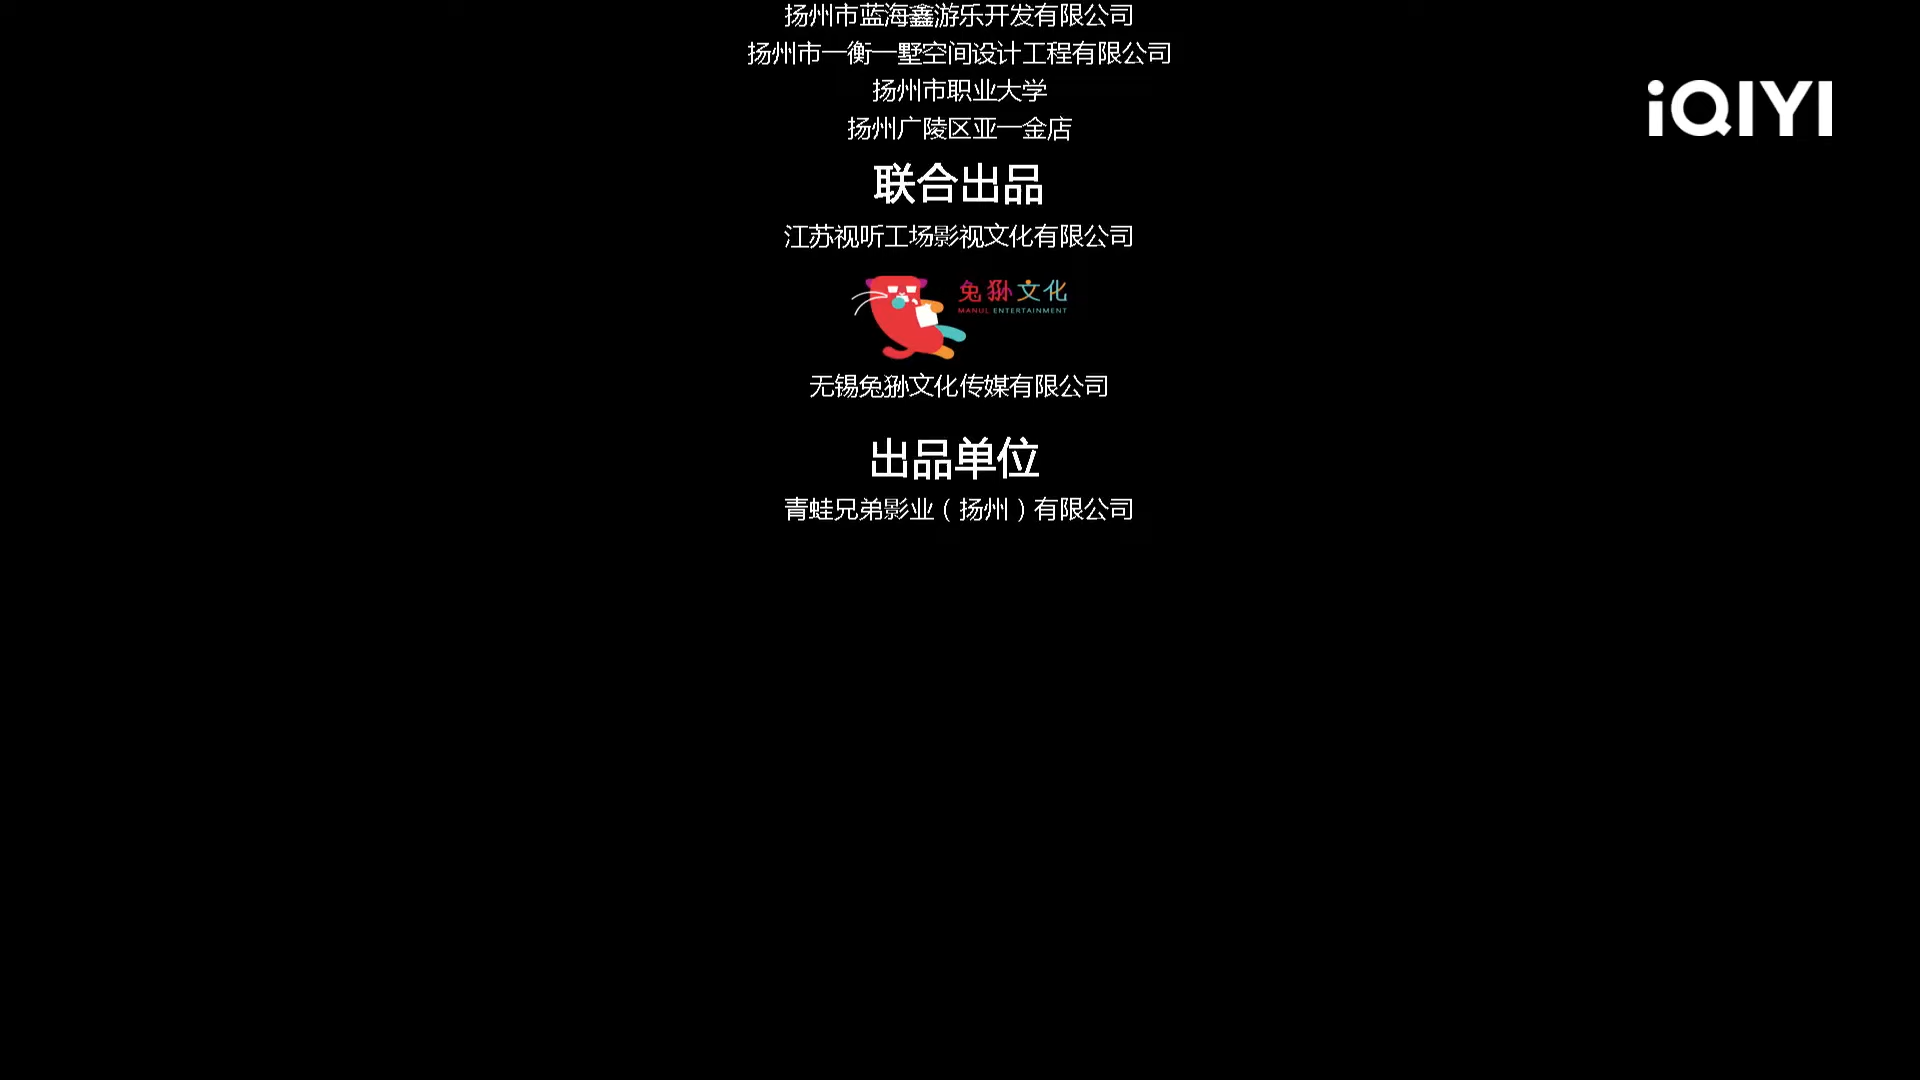 扬州市蓝海鑫游乐开发有限公司
扬州市一衡一墅空间设计工程有限公司
扬州市职业大学
扬州广陵区亚一金店
iQIYI
联合出品
江苏视听工场影视文化有限公司
兔狲文化
MANUL ENTERTAINMENT
无锡兔狲文化传媒有限公司
出品单位
青蛙兄弟影业（扬州）有限公司